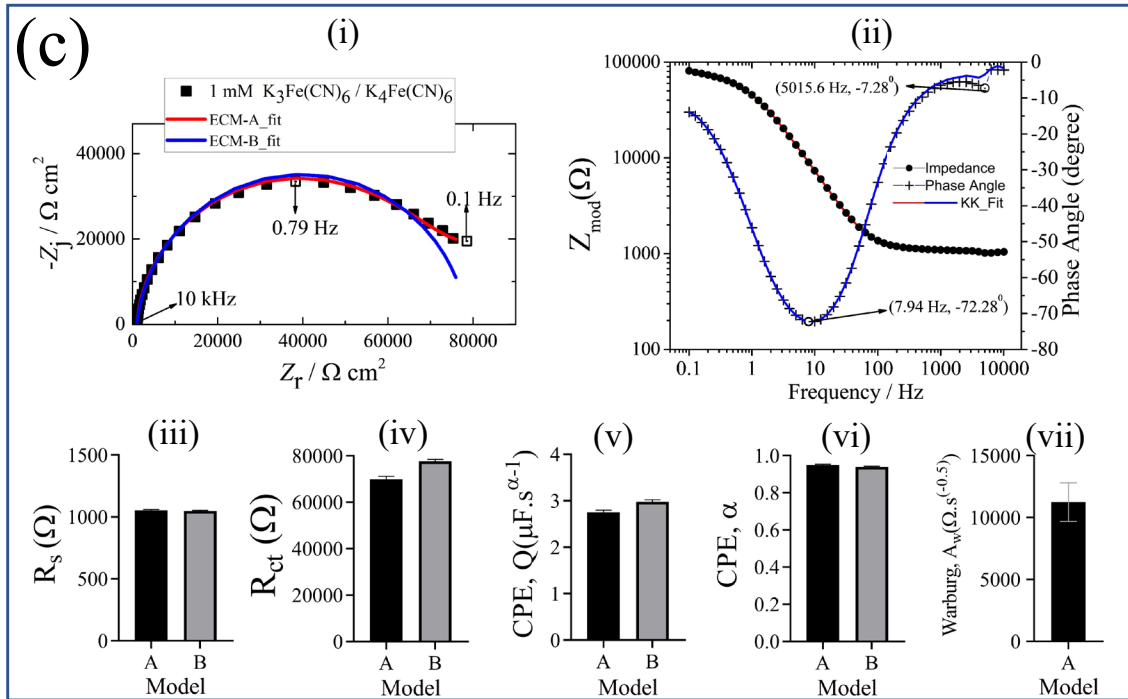 (c)
(i)
1 mM K3Fe(CN)6 / K4Fe(CN)6
ECM-A_fit
ECM-B_fit
-Zj / Ω cm²
40000
20000
0
0.79 Hz
0.1 Hz
10 kHz
0 20000 40000 60000 80000
Zr / Ω cm²
(ii)
Zmod(Ω)
100000
10000
1000
100
(5015.6 Hz, -7.28⁰)
Impedance
Phase Angle
KK_Fit
(7.94 Hz, -72.28⁰)
0
-10
-20
-30
-40
-50
-60
-70
-80
Phase Angle (degree)
0.1 1 10 100 1000 10000
Frequency / Hz
(iii)
Rs (Ω)
1500
1000
500
0
A B
Model
(iv)
Rct (Ω)
80000
60000
40000
20000
0
A B
Model
(v)
CPE, Q(μF.s^α-1)
4
3
2
1
0
A B
Model
(vi)
CPE, α
1.0
0.8
0.6
0.4
0.2
0.0
A B
Model
(vii)
Warburg, Aw(Ω.s^(-0.5))
15000
10000
5000
0
A
Model